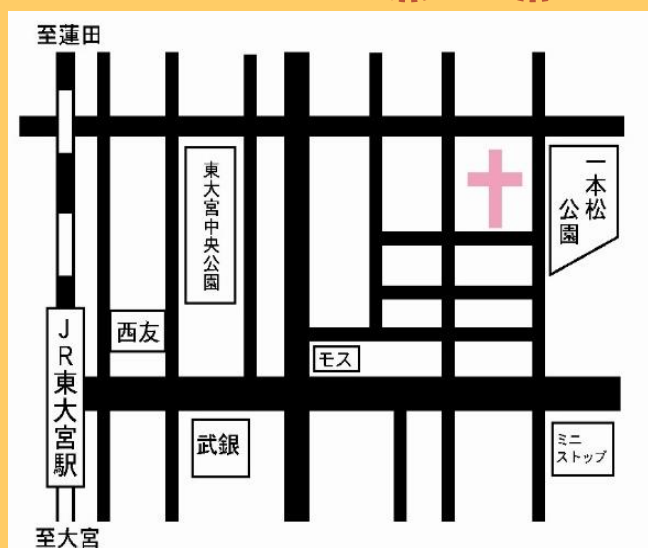 至蓮田
東大宮中央公園
一本松
公園
西友
JR東大宮駅
モス
武銀
ミニ
ストップ
至大宮